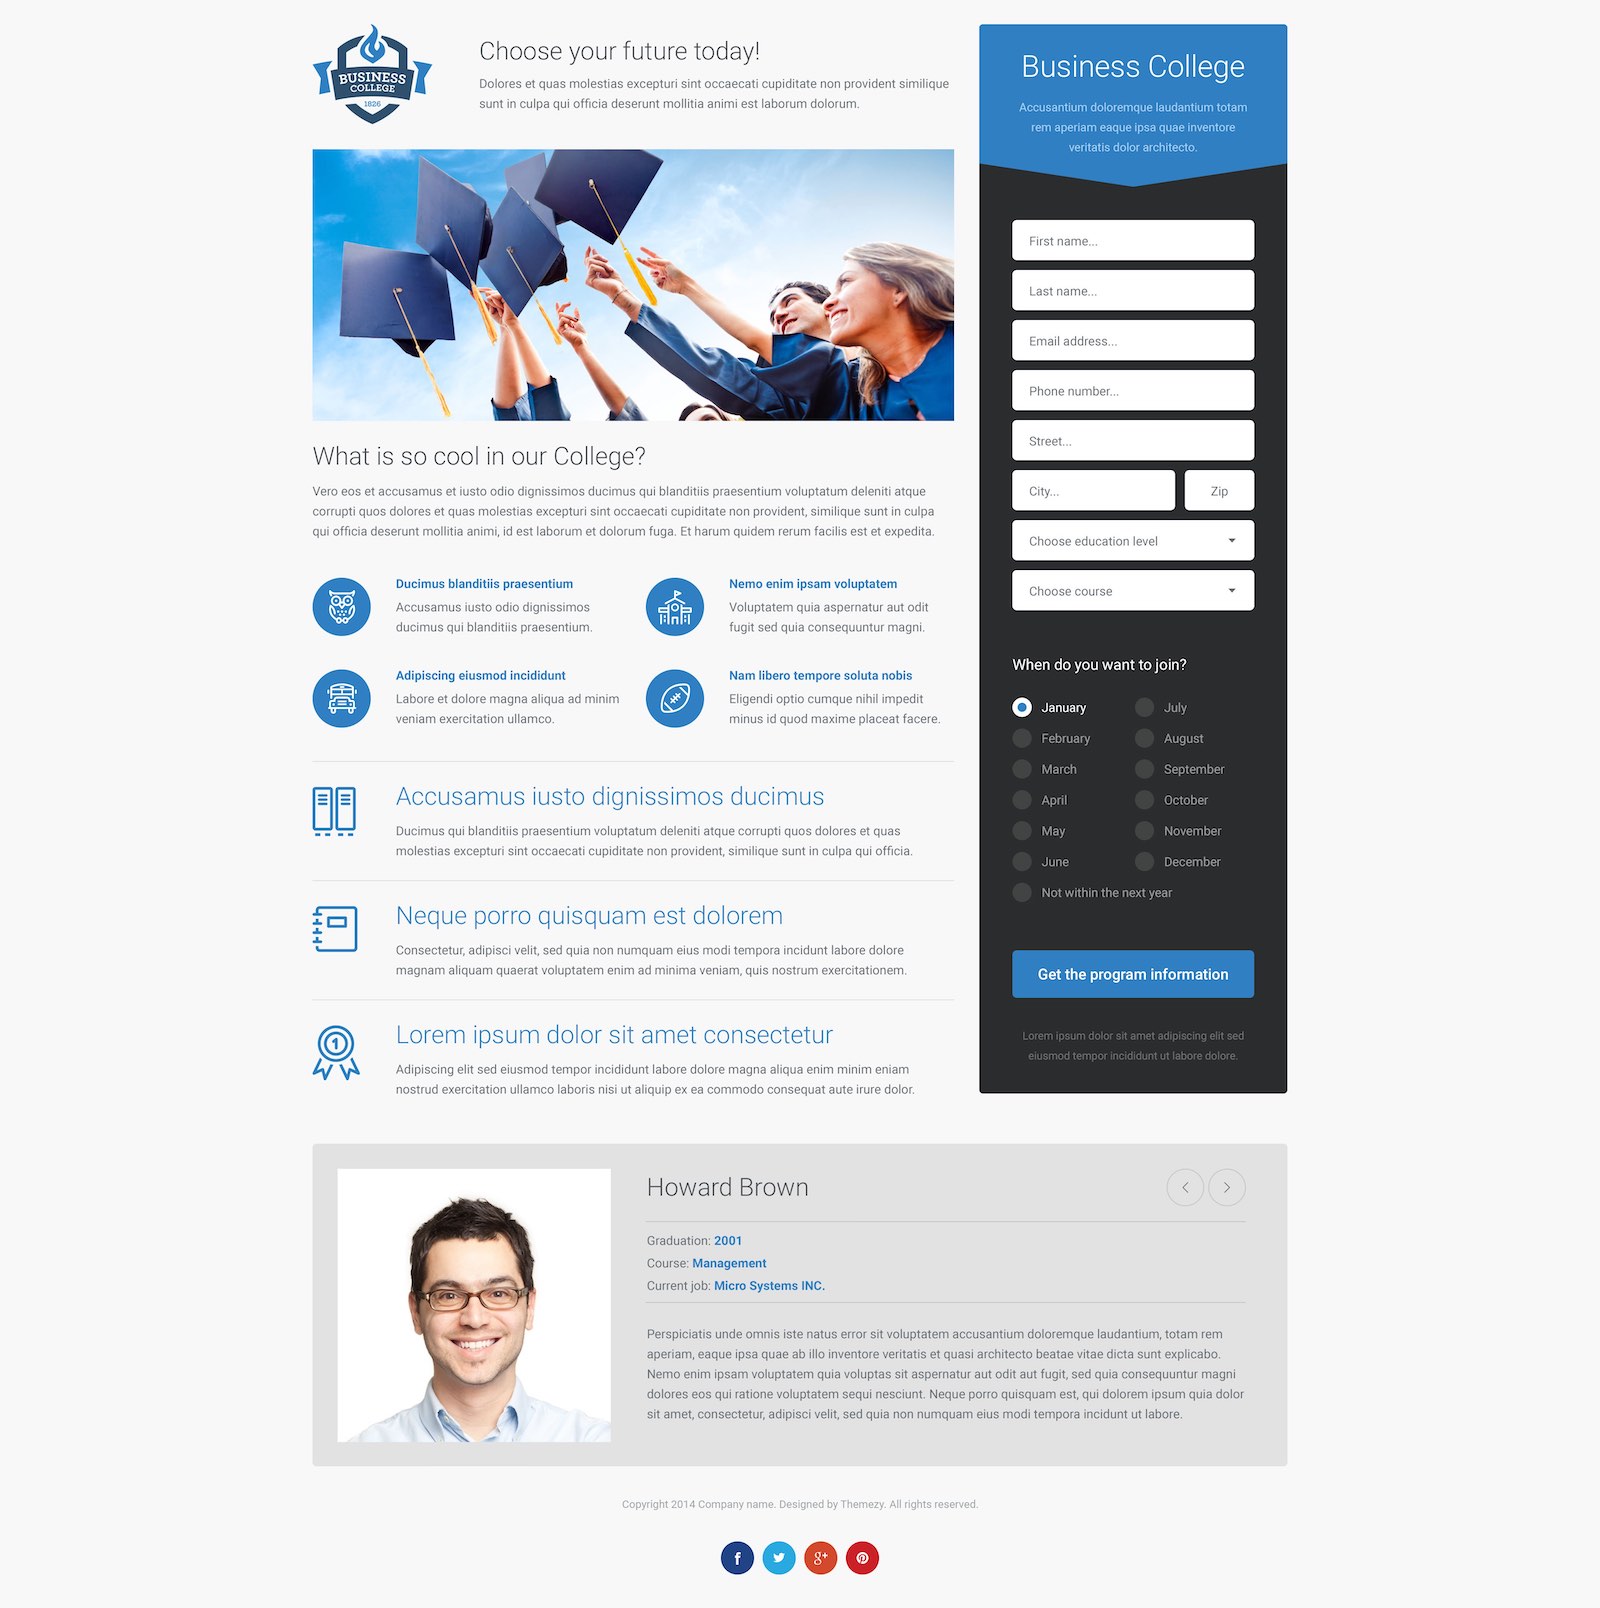 BUSINESS
COLLEGE
1826
Choose your future today!
Dolores et quas molestias excepturi sint occaecati cupiditate non provident similique
sunt in culpa qui officia deserunt mollitia animi est laborum dolorum.
What is so cool in our College?
Vero eos et accusamus et iusto odio dignissimos ducimus qui blanditiis praesentium voluptatum deleniti atque
corrupti quos dolores et quas molestias excepturi sint occaecati cupiditate non provident, similique sunt in culpa
qui officia deserunt mollitia animi, id est laborum et dolorum fuga. Et harum quidem rerum facilis est et expedita.
Ducimus blanditiis praesentium
Accusamus iusto odio dignissimos
ducimus qui blanditiis praesentium.
Nemo enim ipsam voluptatem
Voluptatem quia aspernatur aut odit
fugit sed quia consequuntur magni.
Adipiscing eiusmod incididunt
Labore et dolore magna aliqua ad minim
veniam exercitation ullamco.
Nam libero tempore soluta nobis
Eligendi optio cumque nihil impedit
minus id quod maxime placeat facere.
Accusamus iusto dignissimos ducimus
Ducimus qui blanditiis praesentium voluptatum deleniti atque corrupti quos dolores et quas
molestias excepturi sint occaecati cupiditate non provident, similique sunt in culpa qui officia.
Neque porro quisquam est dolorem
Consectetur, adipisci velit, sed quia non numquam eius modi tempora incidunt labore dolore
magnam aliquam quaerat voluptatem enim ad minima veniam, quis nostrum exercitationem.
1
Lorem ipsum dolor sit amet consectetur
Adipiscing elit sed eiusmod tempor incididunt labore dolore magna aliqua enim minim eniam
nostrud exercitation ullamco laboris nisi ut aliquip ex ea commodo consequat aute irure dolor.
Business College
Accusantium doloremque laudantium totam
rem aperiam eaque ipsa quae inventore
veritatis dolor architecto.
First name...
Last name...
Email address...
Phone number...
Street...
City...
Zip
Choose education level
Choose course
When do you want to join?
January
July
February
August
March
September
April
October
May
November
June
December
Not within the next year
Get the program information
Lorem ipsum dolor sit amet adipiscing elit sed
eiusmod tempor incididunt ut labore dolore.
Howard Brown
Graduation: 2001
Course: Management
Current job: Micro Systems INC.
Perspiciatis unde omnis iste natus error sit voluptatem accusantium doloremque laudantium, totam rem
aperiam, eaque ipsa quae ab illo inventore veritatis et quasi architecto beatae vitae dicta sunt explicabo.
Nemo enim ipsam voluptatem quia voluptas sit aspernatur aut odit aut fugit, sed quia consequuntur magni
dolores eos qui ratione voluptatem sequi nesciunt. Neque porro quisquam est, qui dolorem ipsum quia dolor
sit amet, consectetur, adipisci velit, sed quia non numquam eius modi tempora incidunt ut labore.
Copyright 2014 Company name. Designed by Themezy. All rights reserved.